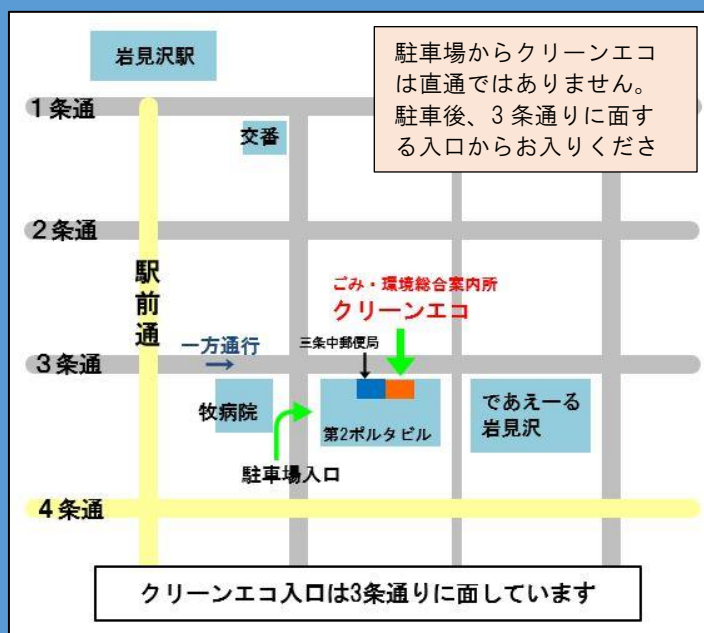 岩見沢駅
駐車場からクリーンエコ
は直通ではありません。
駐車後、3条通りに面す
る入口からお入りくださ
1条通
交番
2条通
駅前通
ごみ・環境総合案内所
クリーンエコ
一方通行
→
三条中郵便局
3条通
牧病院
第2ポルタビル
であえーる
岩見沢
駐車場入口
4条通
クリーンエコ入口は3条通りに面しています